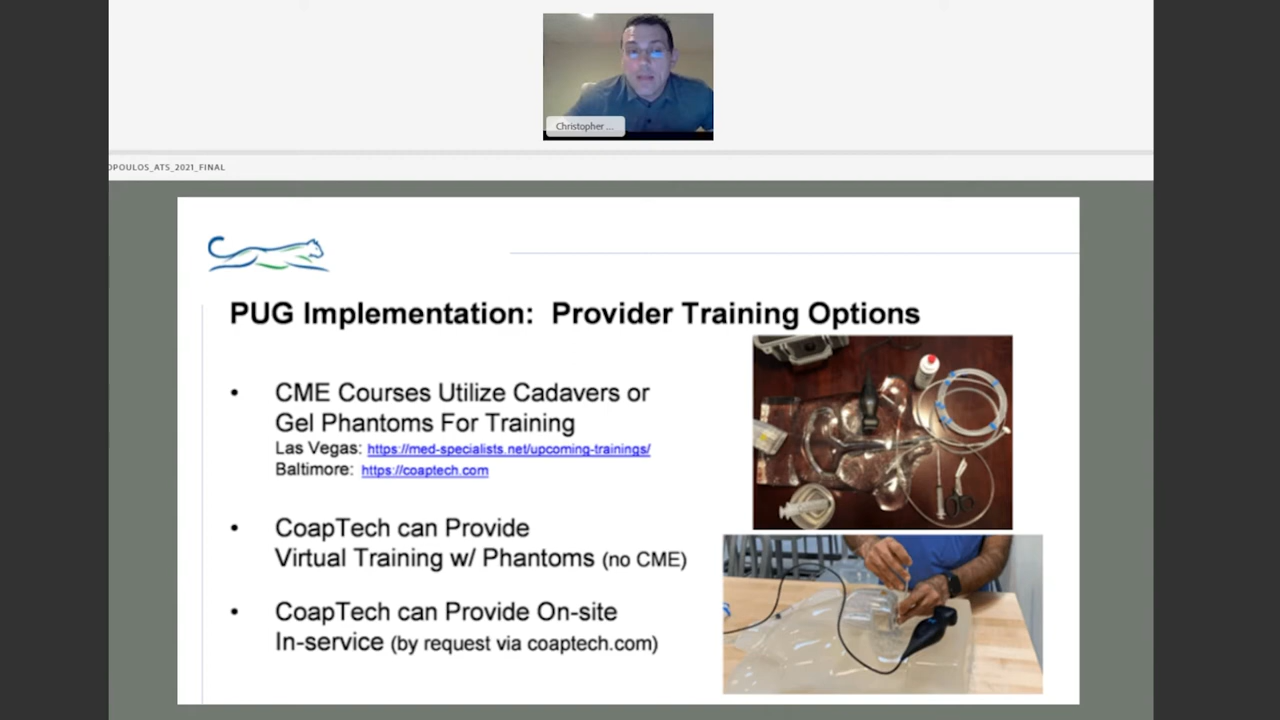 Christopher ...
OPOULOS_ATS_2021_FINAL
PUG Implementation: Provider Training Options
• CME Courses Utilize Cadavers or
Gel Phantoms For Training
Las Vegas: https://med-specialists.net/upcoming-trainings/
Baltimore: https://coaptech.com
• CoapTech can Provide
Virtual Training w/ Phantoms (no CME)
• CoapTech can Provide On-site
In-service (by request via coaptech.com)